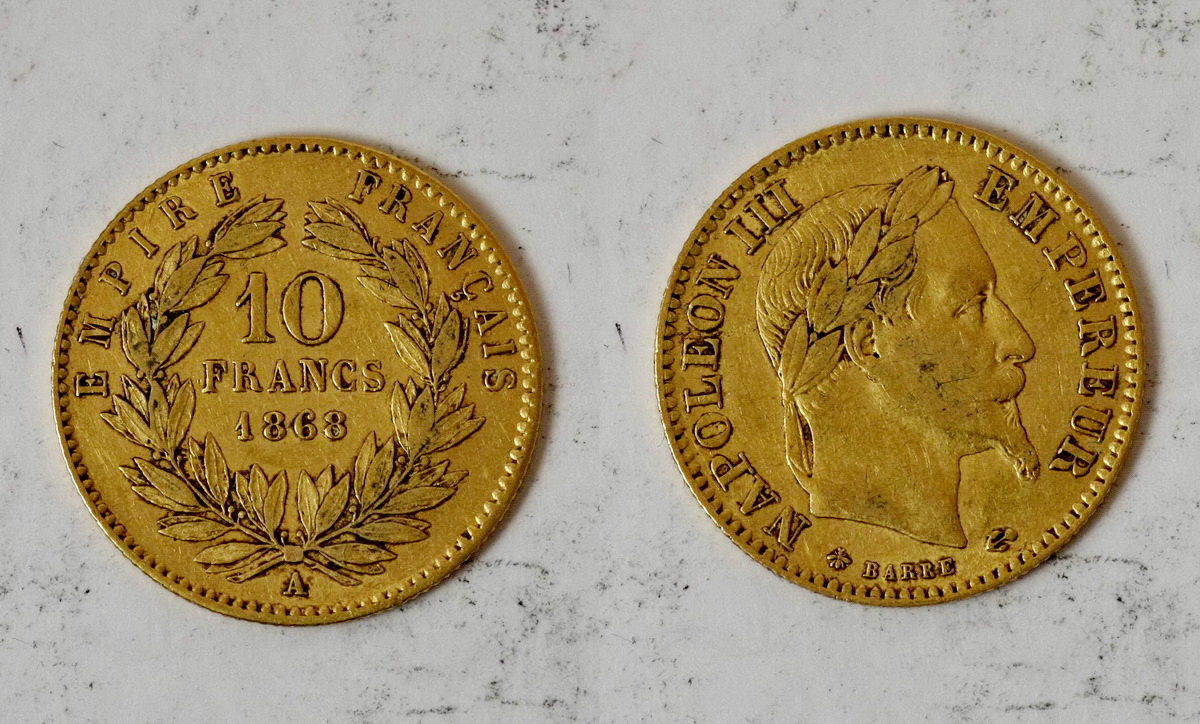 EMPIRE FRANÇAIS
10
FRANCS
1868
A
NAPOLEON III EMPEREUR
BARRE